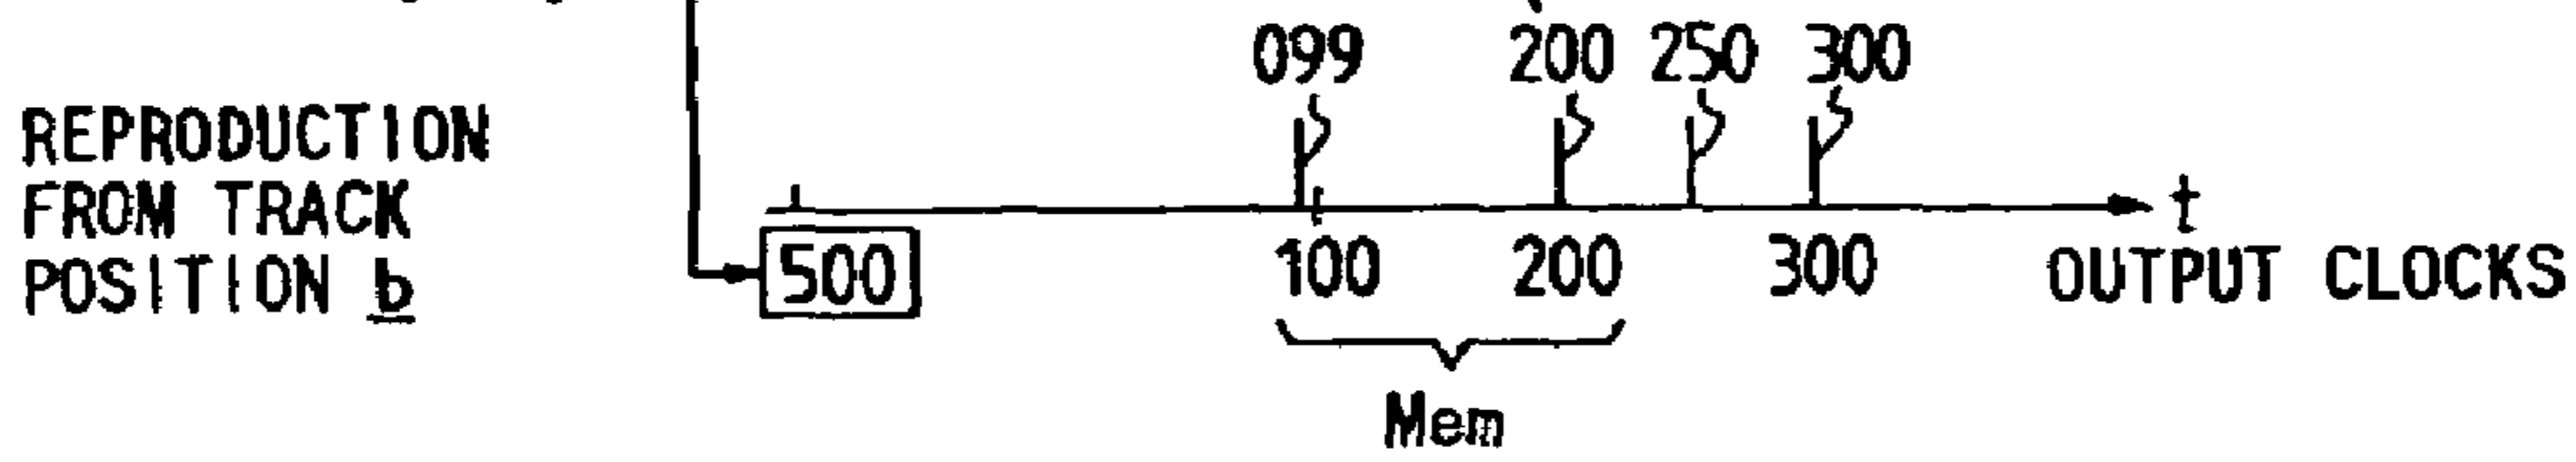 099 200 250 300
REPRODUCTION
FROM TRACK
POSITION b
t
500 100 200 300 OUTPUT CLOCKS
Mem